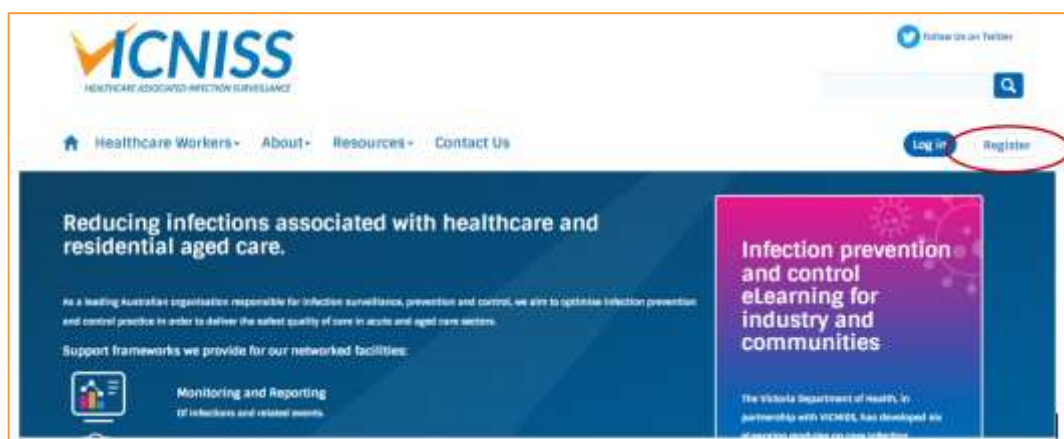 VICNISS
HEALTHCARE ASSOCIATED INFECTION SURVEILLANCE
Follow Us on Twitter
Healthcare Workers
About
Resources
Contact Us
Log in
Register
Reducing infections associated with healthcare and
residential aged care.
As a leading Australian organisation responsible for infection surveillance, prevention and control, we aim to optimise infection prevention
and control practice in order to deliver the safest quality of care in acute and aged care sectors.
Support frameworks we provide for our networked facilities:
Monitoring and Reporting
Of infections and related events.
Infection prevention
and control
eLearning for
industry and
communities
The Victoria Department of Health, in
partnership with VICNISS, has developed six
eLearning modules on core infection